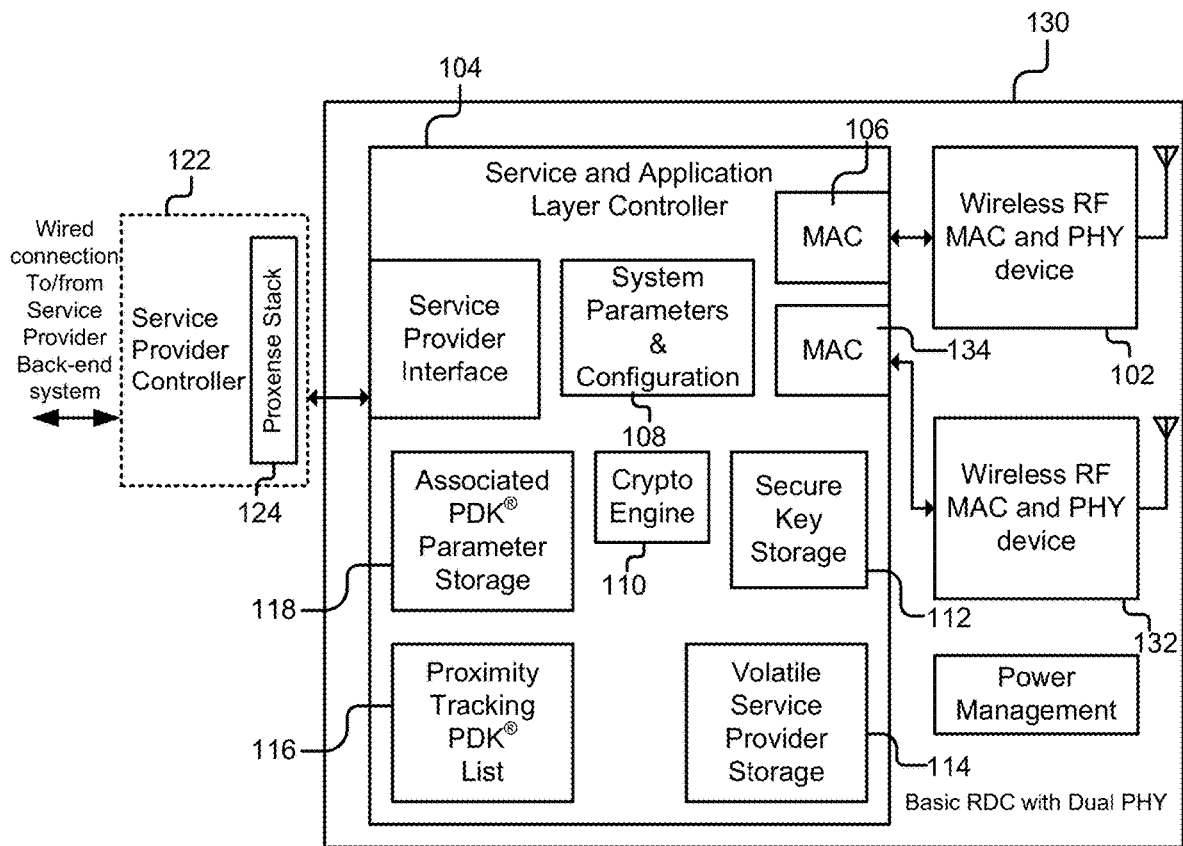 130
104
106
122
Service and Application
Layer Controller
MAC
Wireless RF
MAC and PHY
device
Wired
connection
To/from
Service
Provider
Back-end
system
Service
Provider
Controller
Proxense Stack
Service
Provider
Interface
System
Parameters
&
Configuration
MAC
134
102
108
124
Associated
PDK®
Parameter
Storage
Crypto
Engine
Secure
Key
Storage
Wireless RF
MAC and PHY
device
118
110
112
132
Proximity
Tracking
PDK®
List
Volatile
Service
Provider
Storage
Power
Management
116
114
Basic RDC with Dual PHY